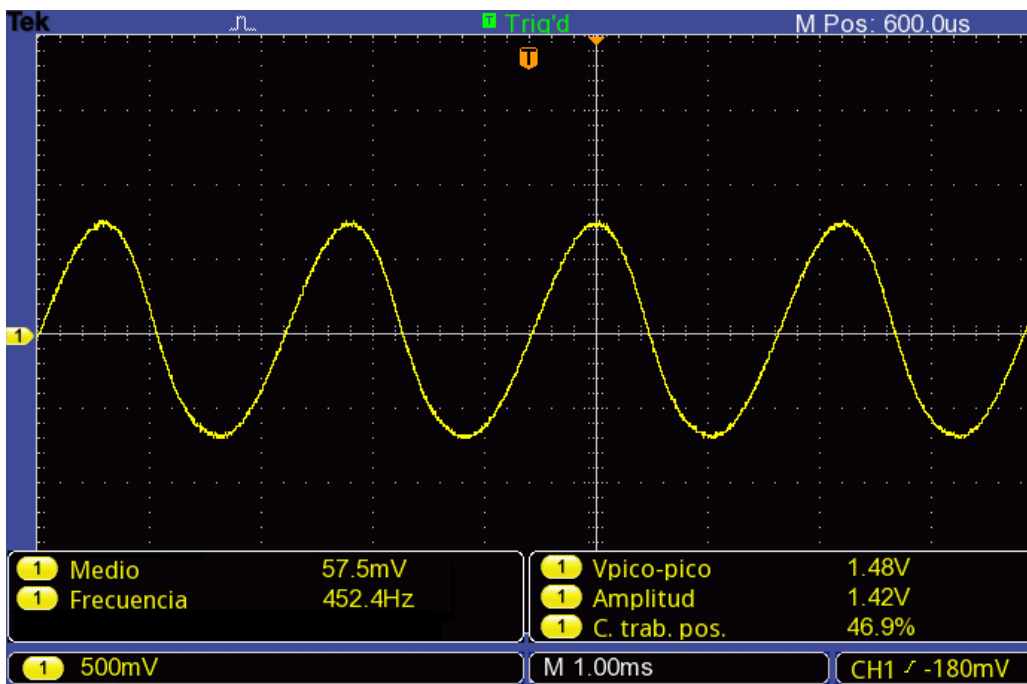 Tek T Trig'd M Pos: 600.0us
T
1
1 Medio 57.5mV
1 Frecuencia 452.4Hz
1 Vpico-pico 1.48V
1 Amplitud 1.42V
1 C. trab. pos. 46.9%
1 500mV M 1.00ms CH1 -180mV